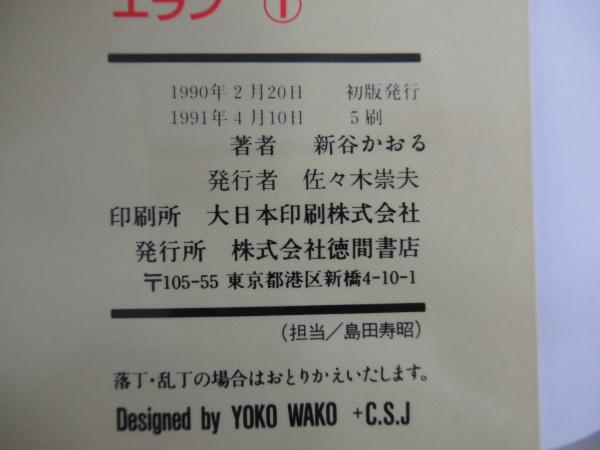 エラン ①
1990年2月20日 初版発行
1991年4月10日 5刷
著者 新谷かおる
発行者 佐々木崇夫
印刷所 大日本印刷株式会社
発行所 株式会社徳間書店
〒105-55 東京都港区新橋4-10-1
(担当/島田寿昭)
落丁・乱丁の場合はおとりかえいたします。
Designed by YOKO WAKO +C.S.J